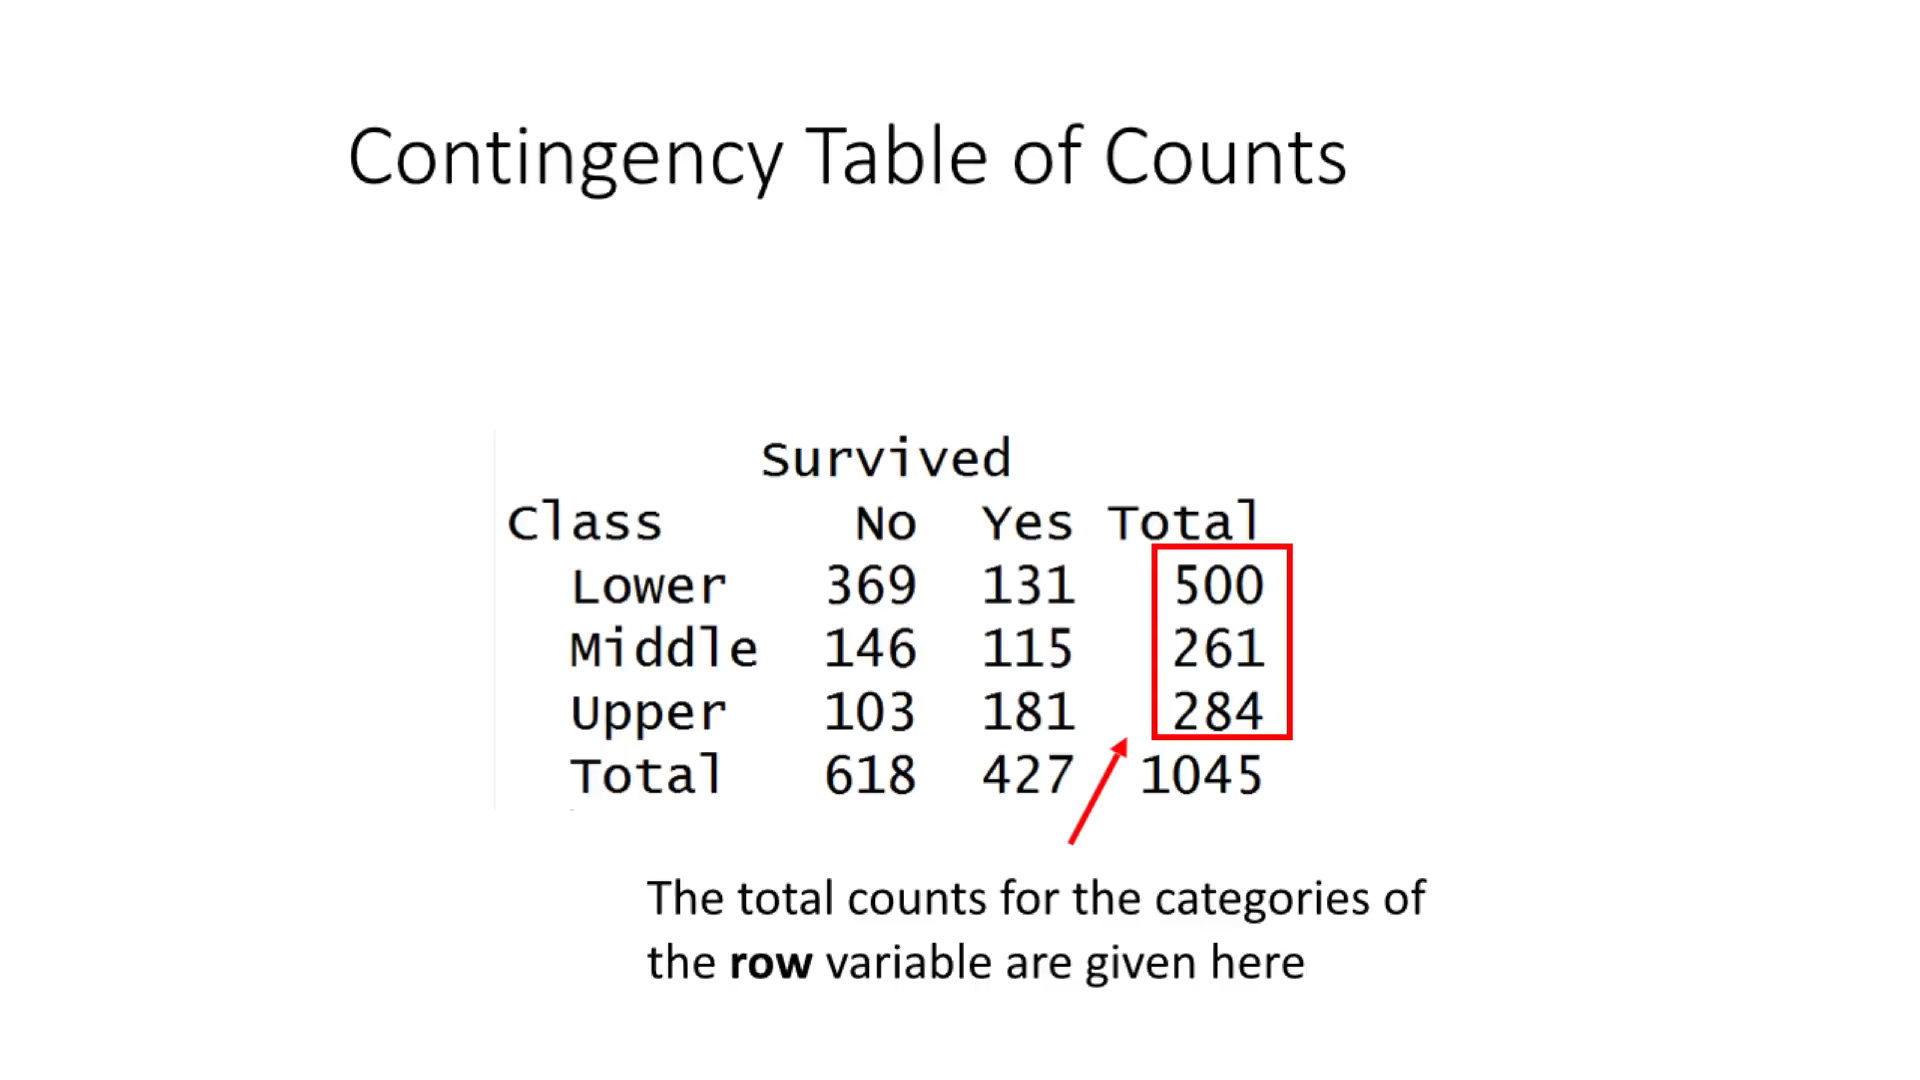 Contingency Table of Counts
Survived
Class No Yes Total
Lower 369 131 500
Middle 146 115 261
Upper 103 181 284
Total 618 427 1045
The total counts for the categories of
the row variable are given here